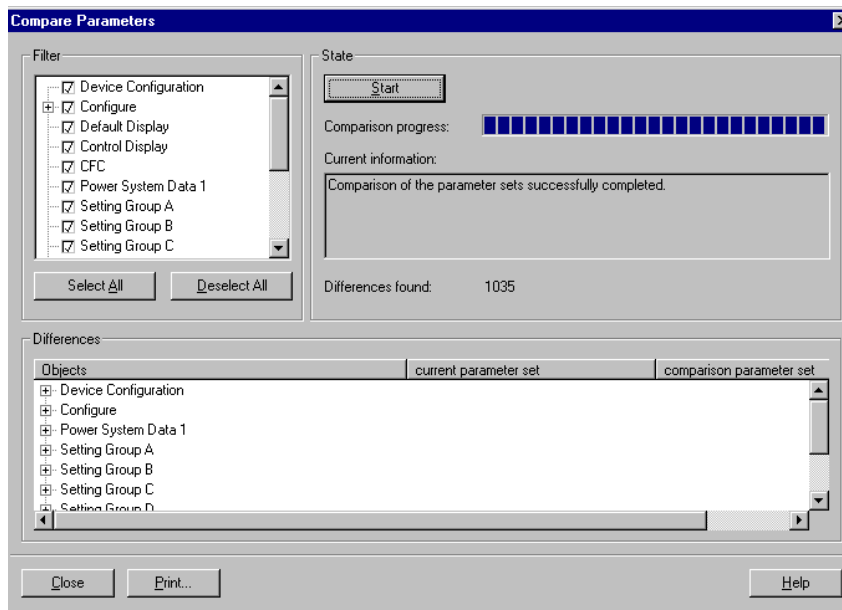 Compare Parameters
Filter
Device Configuration
Configure
Default Display
Control Display
CFC
Power System Data 1
Setting Group A
Setting Group B
Setting Group C
Select All
Deselect All
State
Start
Comparison progress:
Current information:
Comparison of the parameter sets successfully completed.
Differences found: 1035
Differences
Objects current parameter set comparison parameter set
Device Configuration
Configure
Power System Data 1
Setting Group A
Setting Group B
Setting Group C
Setting Group D
Close
Print...
Help